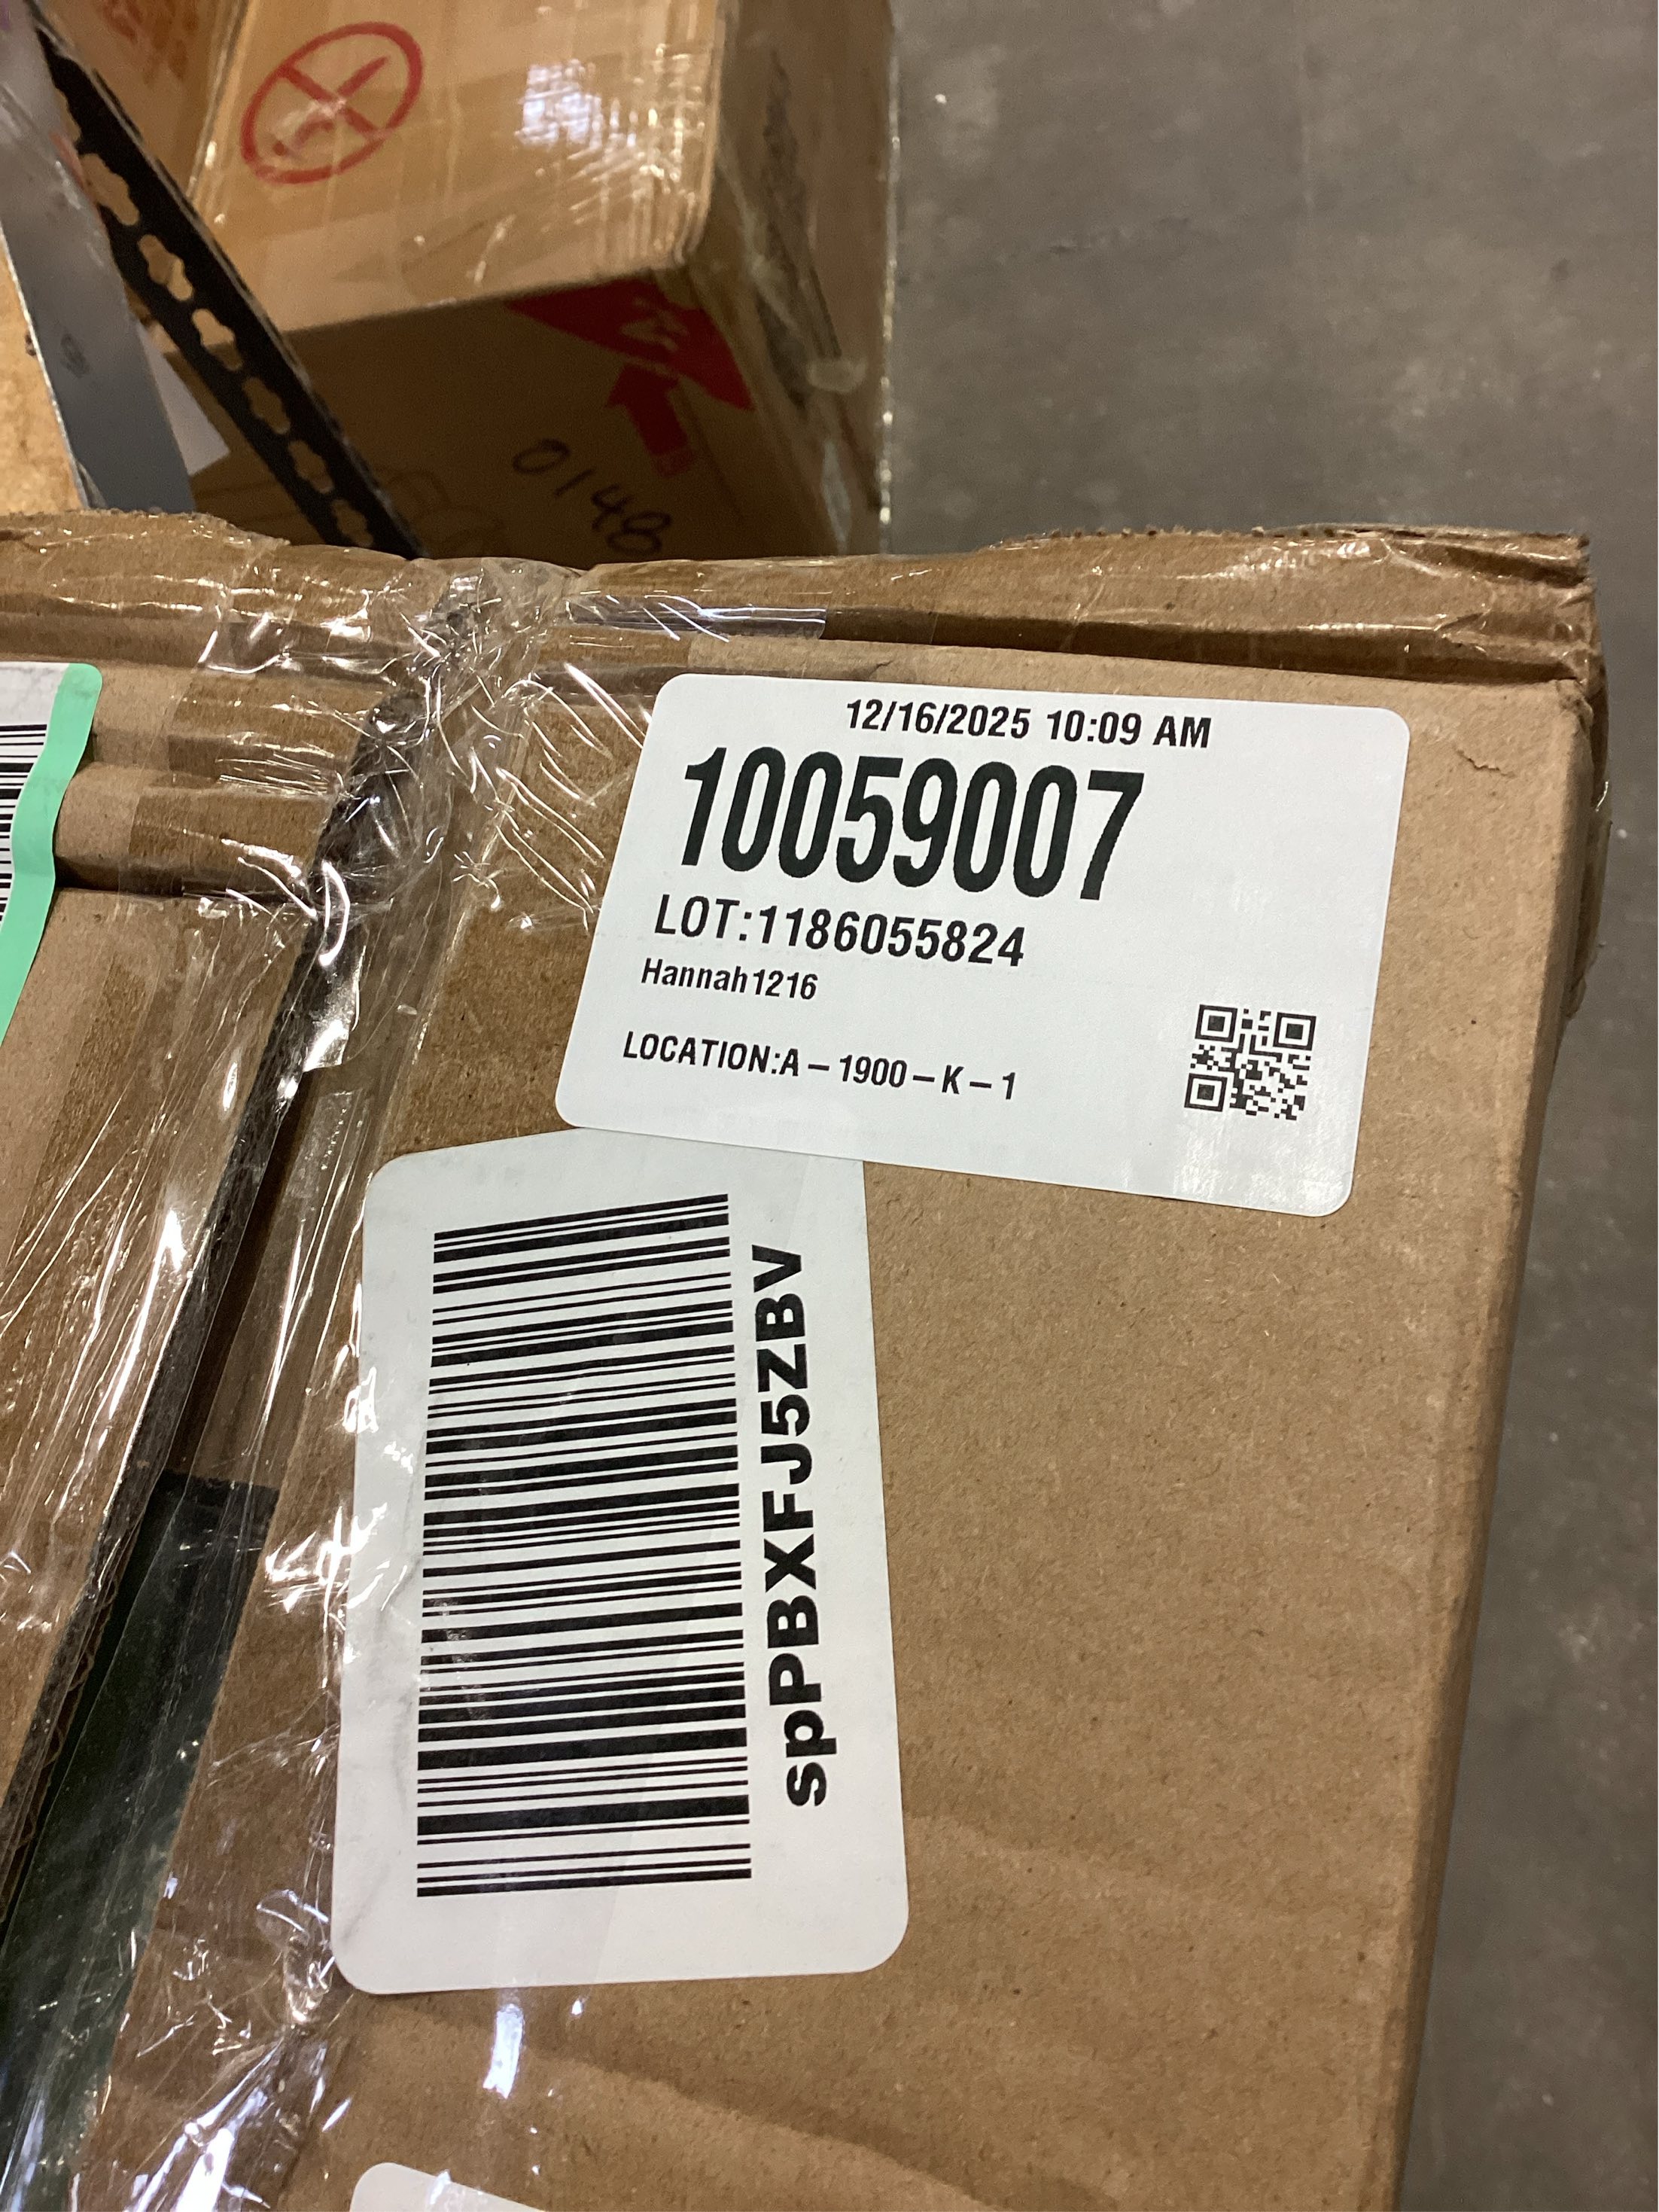 0148
12/16/2025 10:09 AM
10059007
LOT:1186055824
Hannah1216
LOCATION:A – 1900 – K – 1
spPBXFJ5ZBV